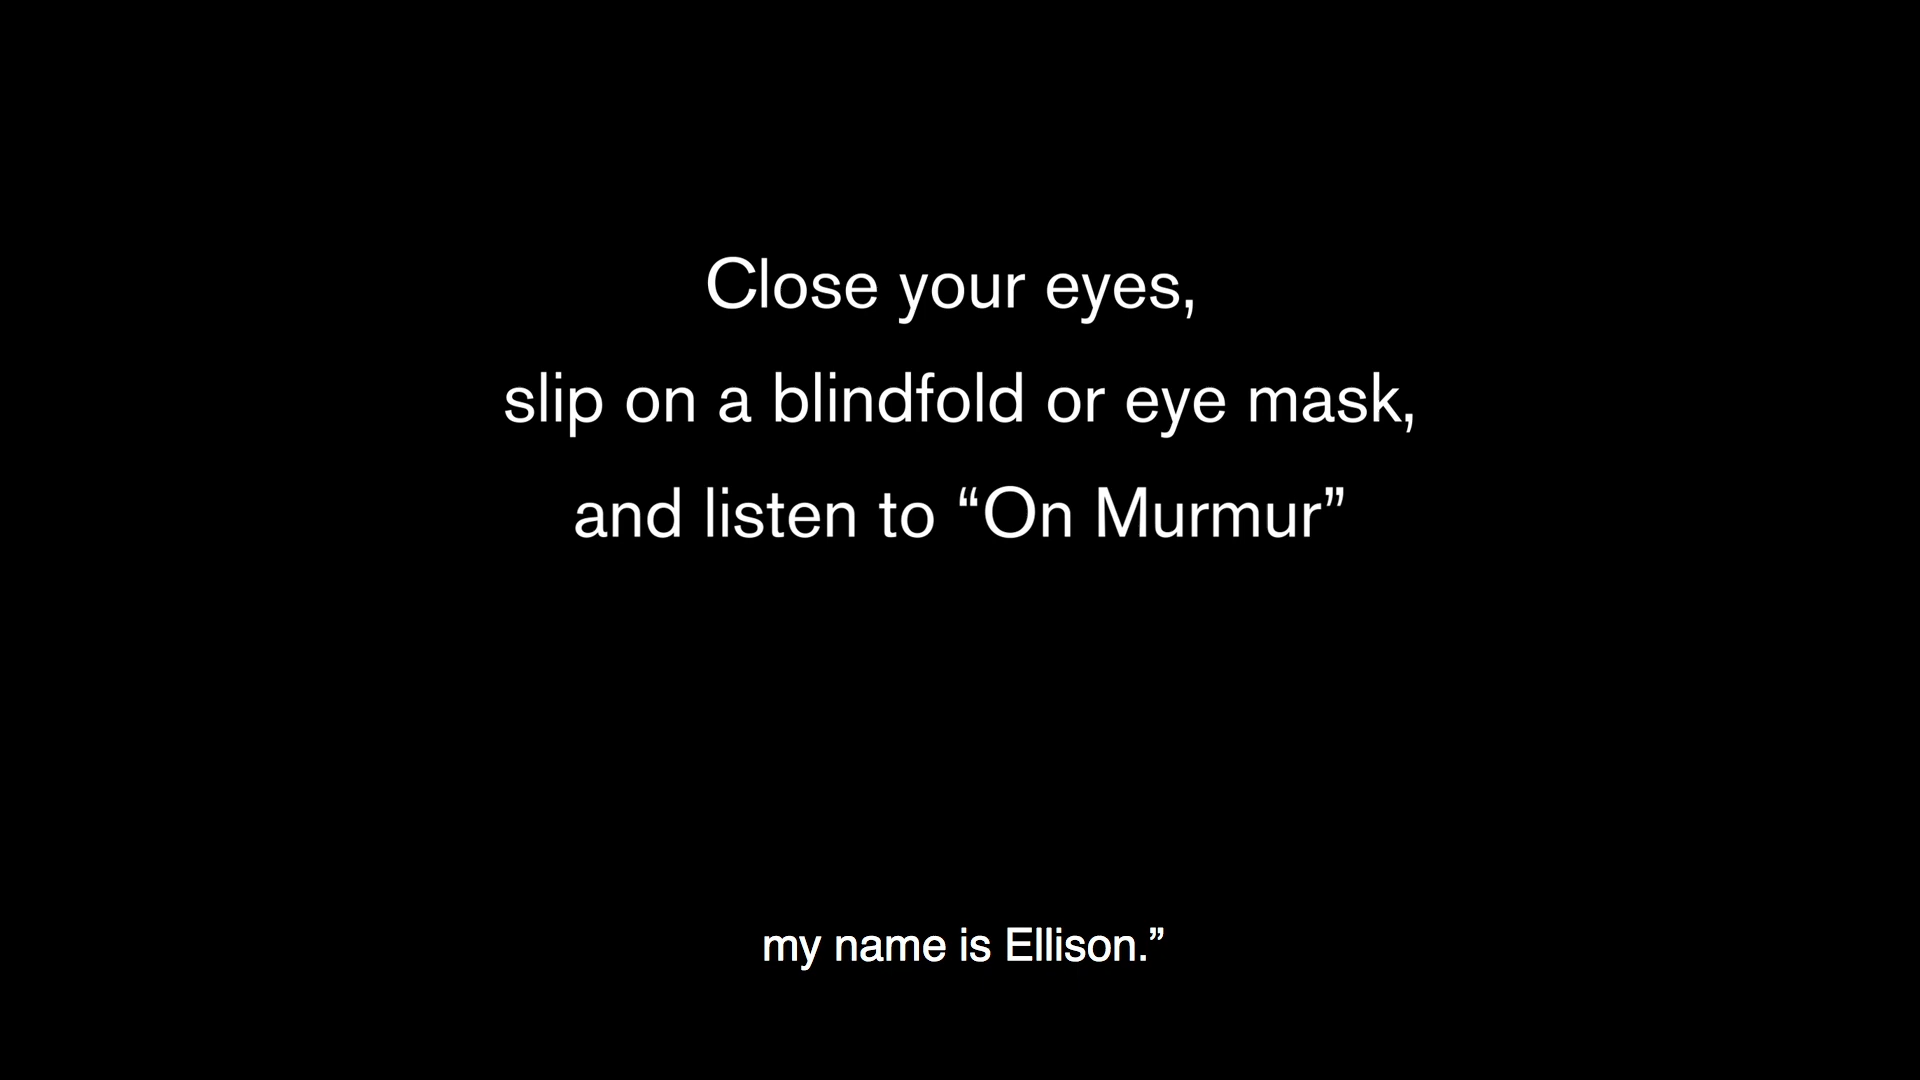 Close your eyes,
slip on a blindfold or eye mask,
and listen to “On Murmur”
my name is Ellison.”